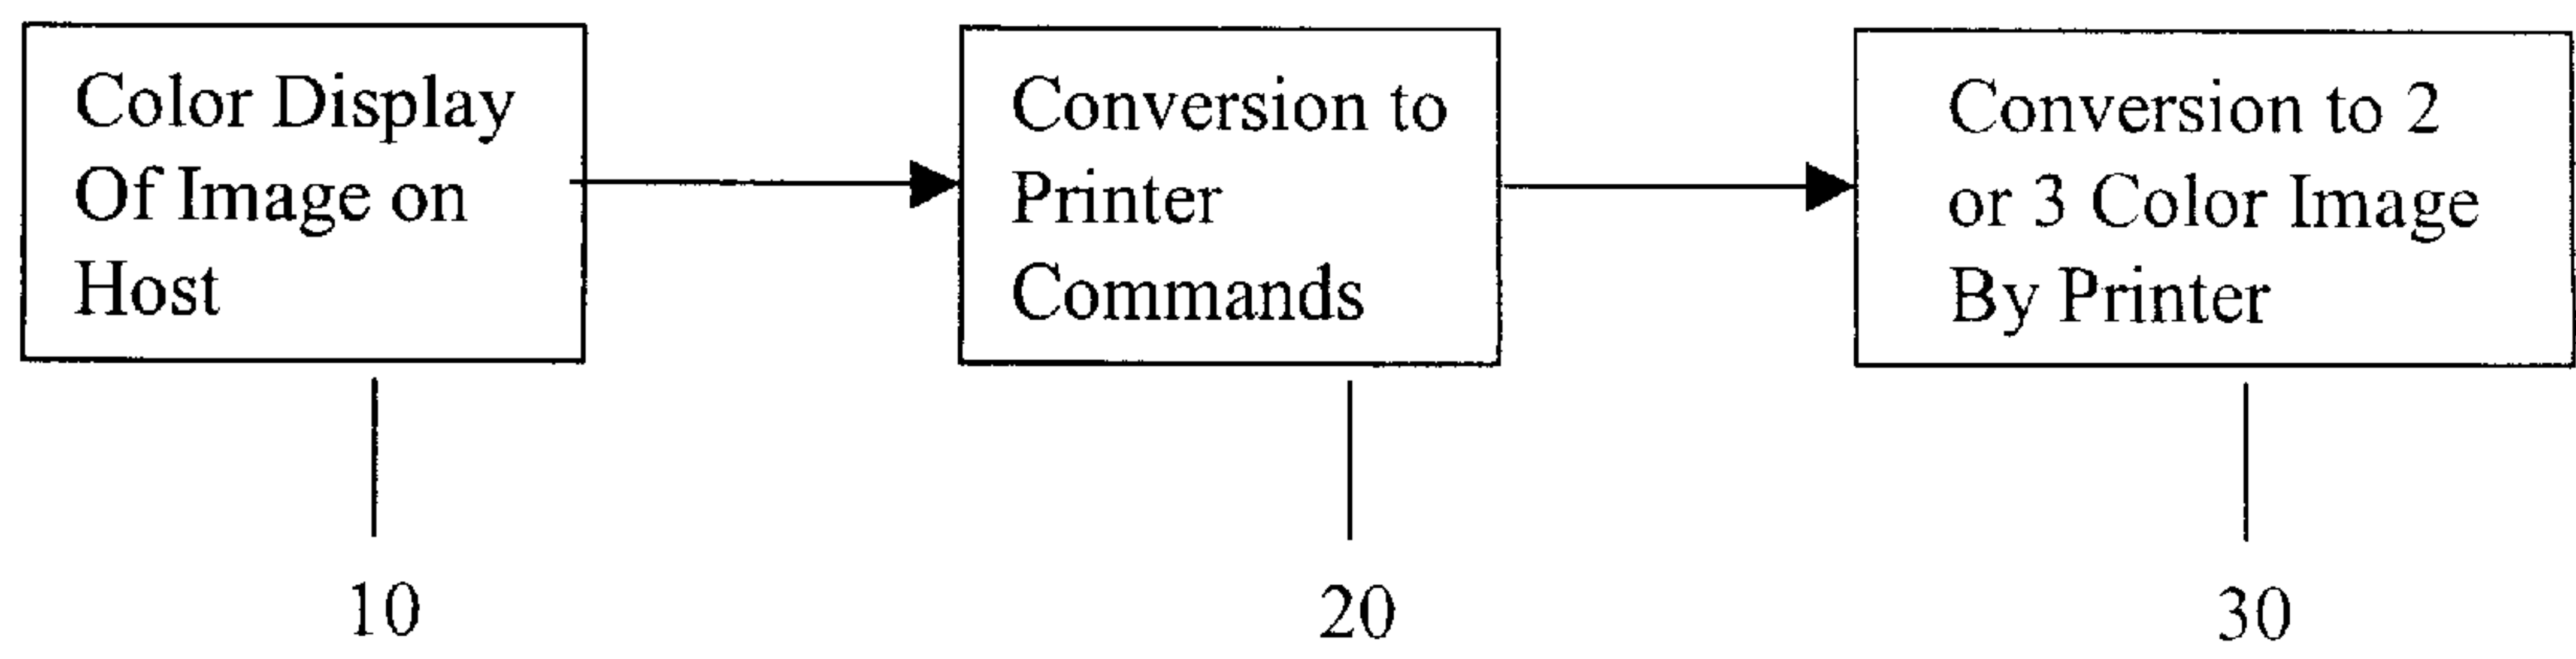 Color Display
Of Image on
Host
Conversion to
Printer
Commands
Conversion to 2
or 3 Color Image
By Printer
10
20
30